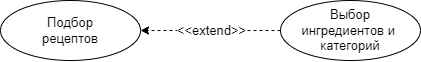 Подбор
рецептов
<<extend>>
Выбор
ингредиентов и
категорий